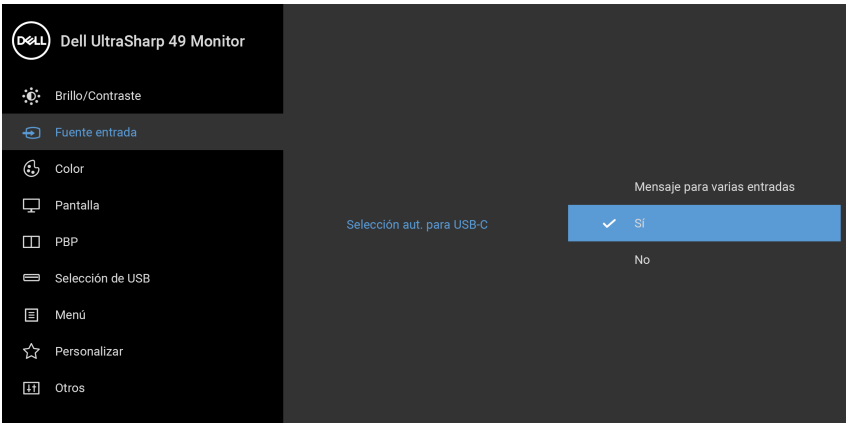 DELL
Dell UltraSharp 49 Monitor
Brillo/Contraste
Fuente entrada
Color
Pantalla
PBP
Selección de USB
Menú
Personalizar
Otros
Selección aut. para USB-C
Mensaje para varias entradas
Sí
No